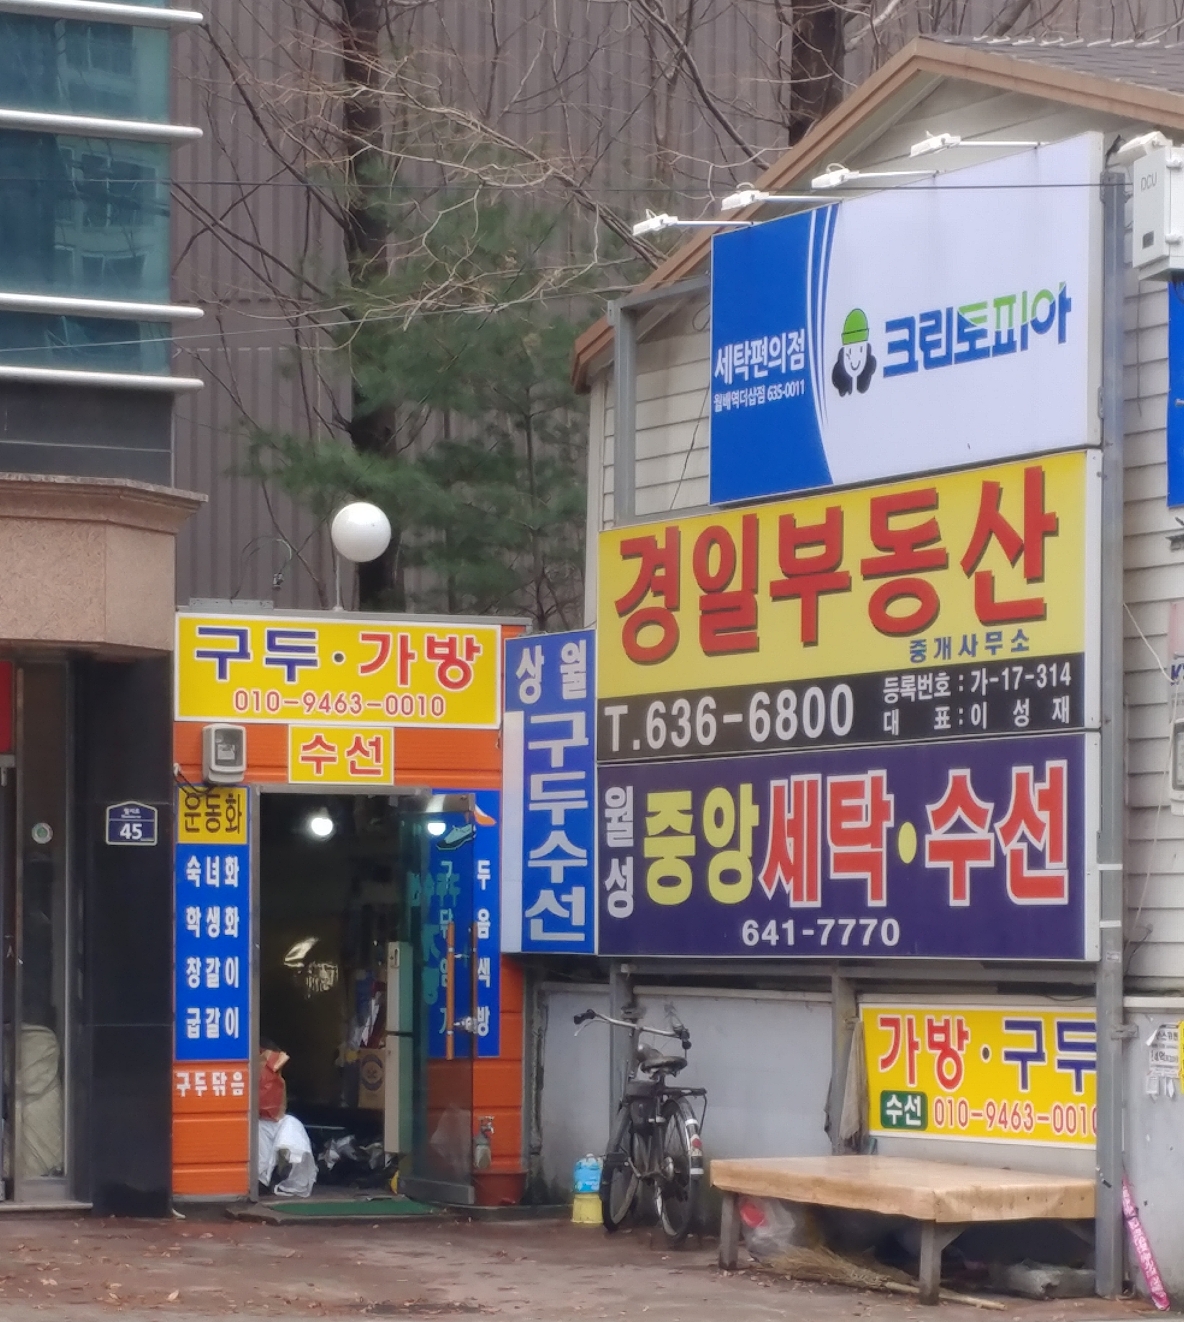 세탁편의점
월배역더샵점 635-0011
크린토피아
경일부동산
중개사무소
T.636-6800
등록번호 : 가-17-314
대 표 : 이 성 재
월성
중앙세탁·수선
641-7770
구두·가방
010-9463-0010
수선
상월
구두수선
운동화
숙녀화
학생화
창갈이
굽갈이
구두닦음
45
가방·구두
수선 010-9463-0010
OCU